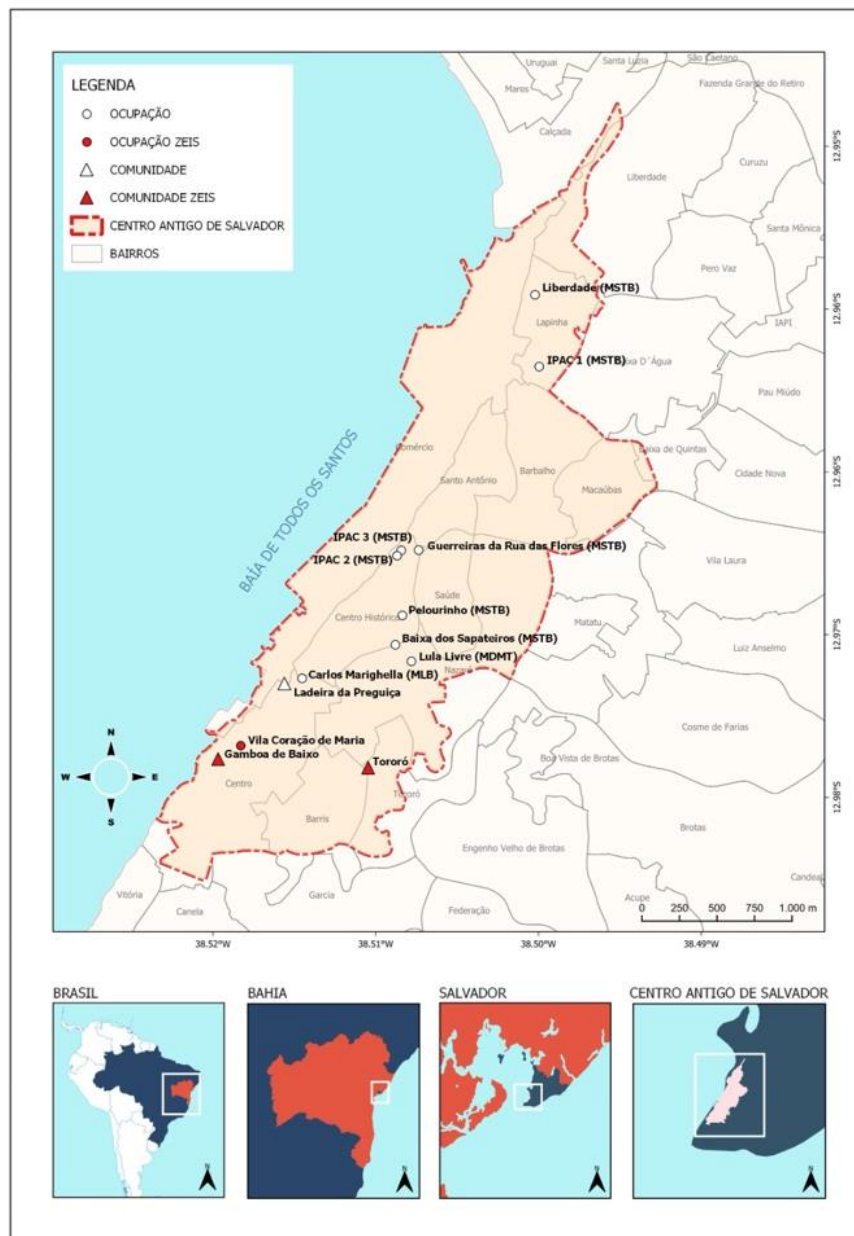 LEGENDA
OCUPAÇÃO
OCUPAÇÃO ZEIS
COMUNIDADE
COMUNIDADE ZEIS
CENTRO ANTIGO DE SALVADOR
BAIRROS
Uruguai
Santa Luzia
São Caetano
Mares
Fazenda Grande do Retiro
Calçada
Liberdade
Curuzu
Santa Mônica
Pero Vaz
IAPI
Liberdade (MSTB)
Lapinha
IPAC 1 (MSTB)
Pau Miúdo
BAÍA DE TODOS OS SANTOS
Santo Antônio
Barbalho
Macaúbas
Baixa de Quintas
Cidade Nova
IPAC 3 (MSTB)
IPAC 2 (MSTB)
Guerreiras da Rua das Flores (MSTB)
Vila Laura
Saúde
Pelourinho (MSTB)
Centro Histórico
Matatu
Luiz Anselmo
Baixa dos Sapateiros (MSTB)
Lula Livre (MDMT)
Carlos Marighella (MLB)
Ladeira da Preguiça
Cosme de Farias
Vila Coração de Maria
Gamboa de Baixo
Tororó
Boa Vista de Brotas
Centro
Tororó
Barris
Brotas
Engenho Velho de Brotas
Vitória
Garcia
Canela
Federação
Acupe
Candeal
N
W
E
S
0 250 500 750 1.000 m
12.95°S
12.96°S
12.96°S
12.97°S
12.98°S
38.52°W
38.51°W
38.50°W
38.49°W
BRASIL
BAHIA
SALVADOR
CENTRO ANTIGO DE SALVADOR
N
N
N
N